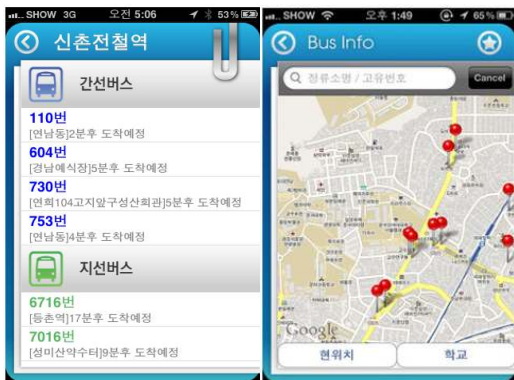 SHOW 3G 오전 5:06 53%
신촌전철역
간선버스
110번
[연남동]2분후 도착예정
604번
[경남예식장]5분후 도착예정
730번
[연희104고지앞구성산회관]5분후 도착예정
753번
[연남동]4분후 도착예정
지선버스
6716번
[등촌역]17분후 도착예정
7016번
[성미산약수터]9분후 도착예정
SHOW 오후 1:49 65%
Bus Info
정류소명 / 고유번호
Cancel
Google
현위치
학교